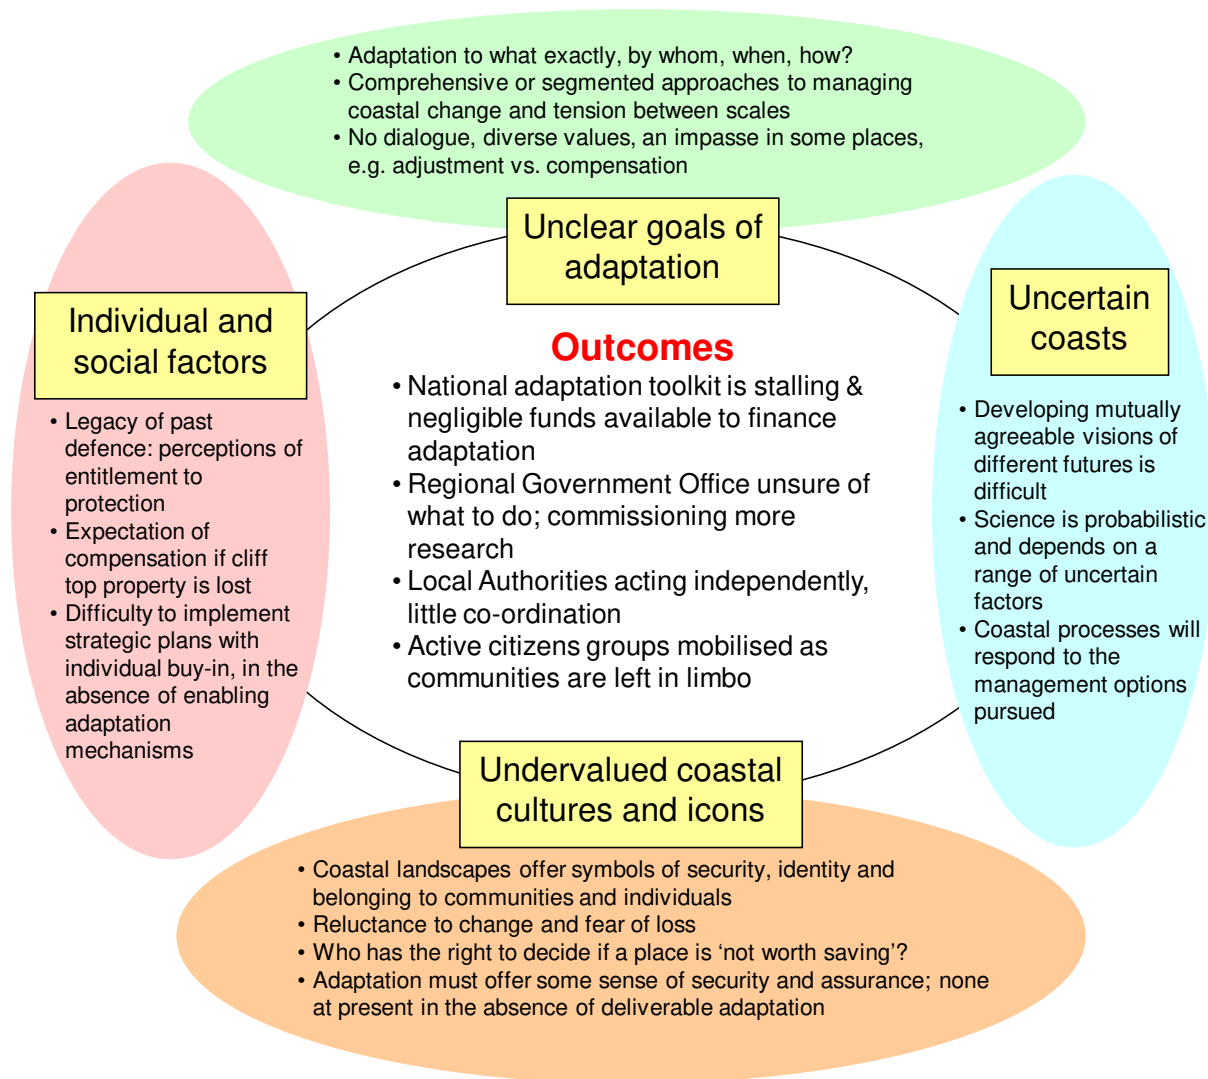 • Adaptation to what exactly, by whom, when, how?
• Comprehensive or segmented approaches to managing
coastal change and tension between scales
• No dialogue, diverse values, an impasse in some places,
e.g. adjustment vs. compensation
Unclear goals of
adaptation
Individual and
social factors
• Legacy of past
defence: perceptions of
entitlement to
protection
• Expectation of
compensation if cliff
top property is lost
• Difficulty to implement
strategic plans with
individual buy-in, in the
absence of enabling
adaptation
mechanisms
Outcomes
• National adaptation toolkit is stalling &
negligible funds available to finance
adaptation
• Regional Government Office unsure of
what to do; commissioning more
research
• Local Authorities acting independently,
little co-ordination
• Active citizens groups mobilised as
communities are left in limbo
Uncertain
coasts
• Developing mutually
agreeable visions of
different futures is
difficult
• Science is probabilistic
and depends on a
range of uncertain
factors
• Coastal processes will
respond to the
management options
pursued
Undervalued coastal
cultures and icons
• Coastal landscapes offer symbols of security, identity and
belonging to communities and individuals
• Reluctance to change and fear of loss
• Who has the right to decide if a place is ‘not worth saving’?
• Adaptation must offer some sense of security and assurance; none
at present in the absence of deliverable adaptation